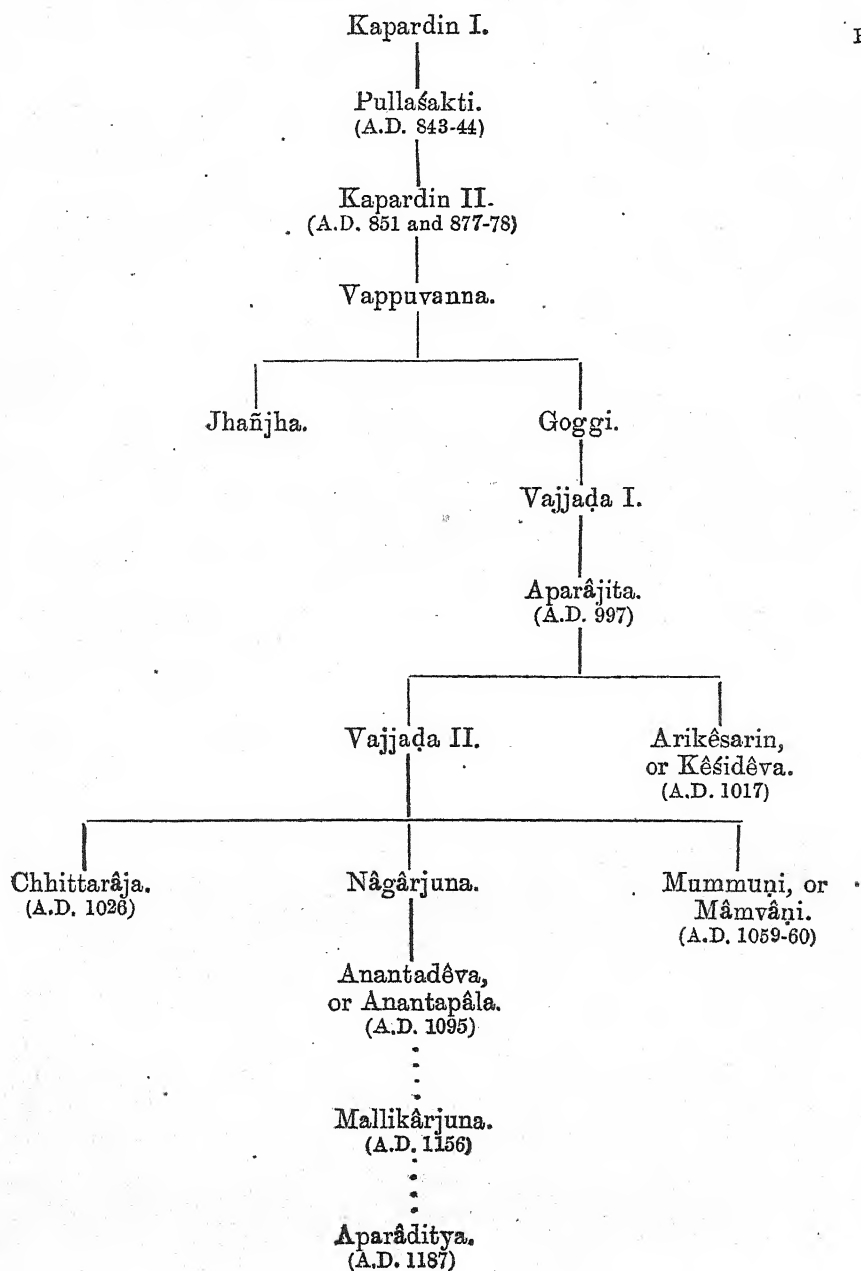 Kapardin I.
Pullaśakti.
(A.D. 843-44)
Kapardin II.
(A.D. 851 and 877-78)
Vappuvanna.
Jhañjha.
Goggi.
Vajjaḍa I.
Aparâjita.
(A.D. 997)
Vajjaḍa II.
Arikêsarin,
or Kêśidêva.
(A.D. 1017)
Chhittarâja.
(A.D. 1026)
Nâgârjuna.
Mummuṇi, or
Mâmvâṇi.
(A.D. 1059-60)
Anantadêva,
or Anantapâla.
(A.D. 1095)
Mallikârjuna.
(A.D. 1156)
Aparâditya.
(A.D. 1187)